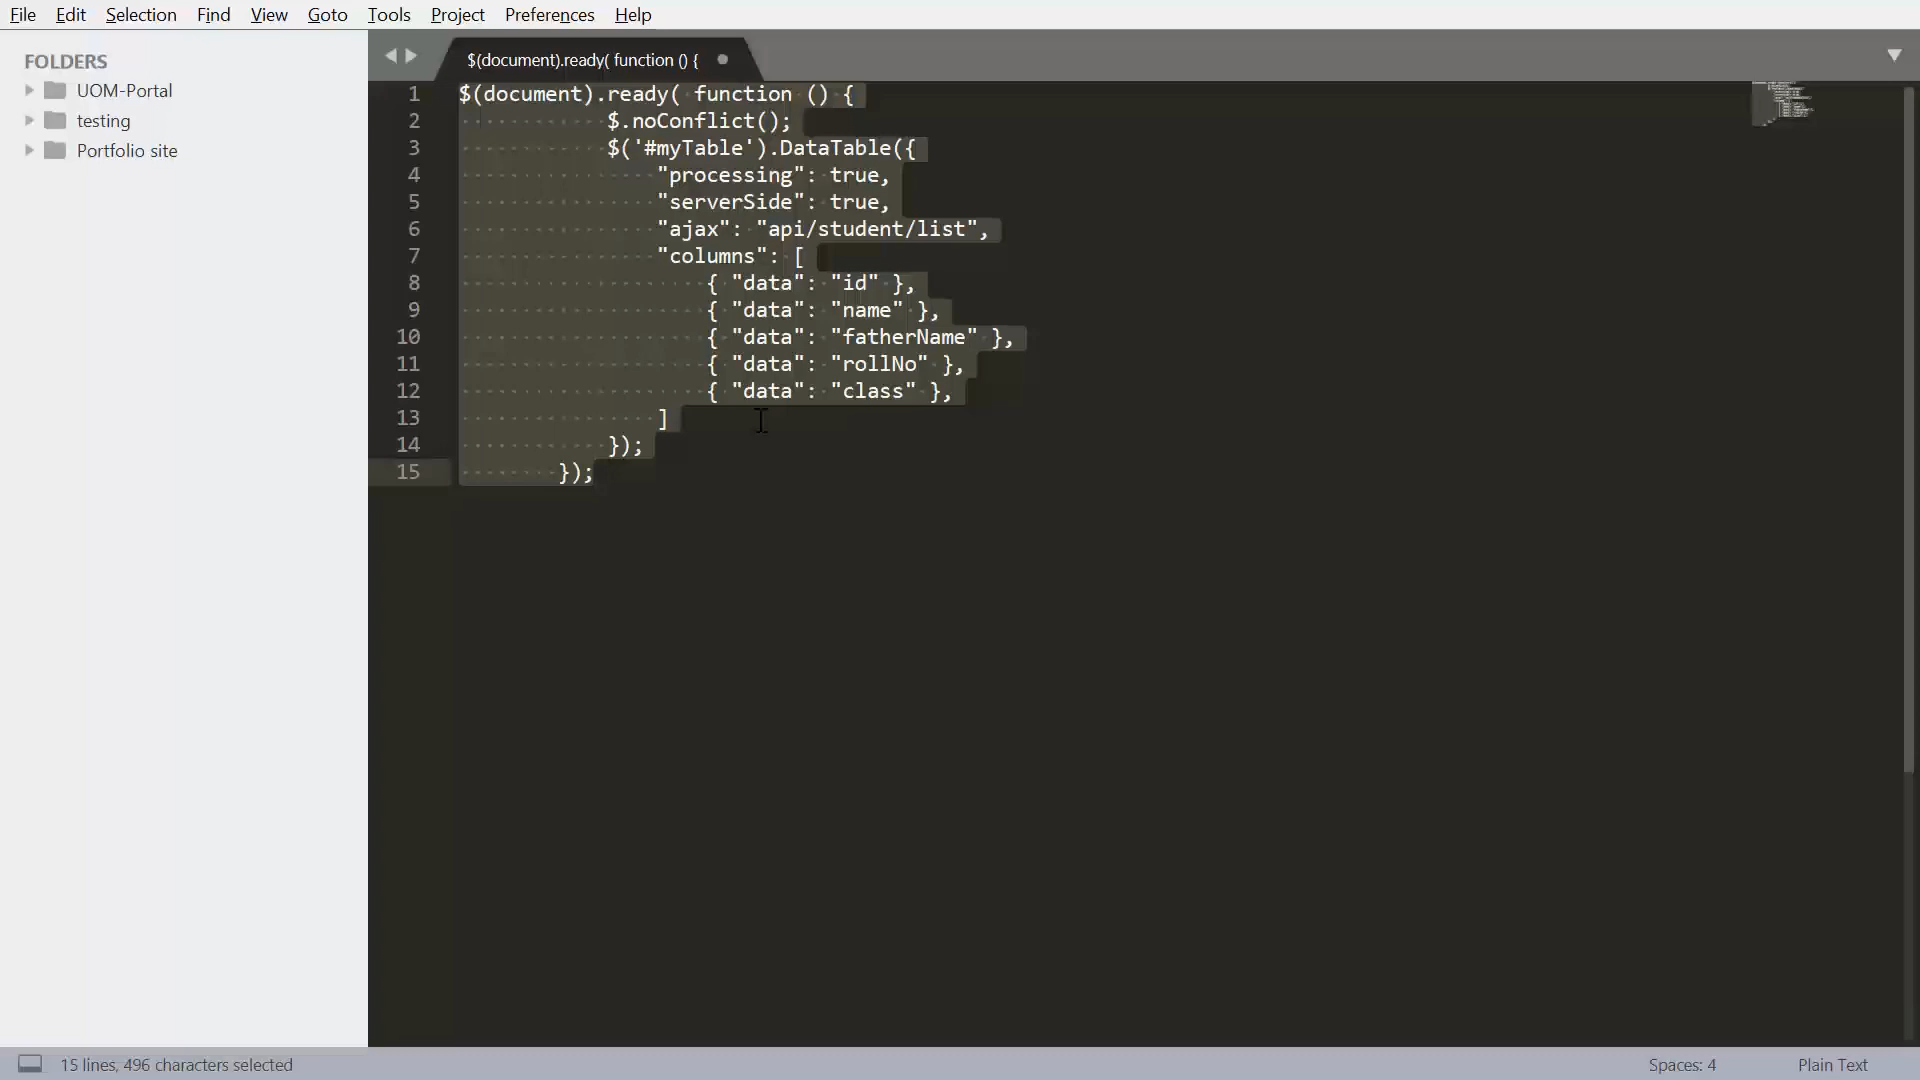 File Edit Selection Find View Goto Tools Project Preferences Help
FOLDERS
UOM-Portal
testing
Portfolio site
$(document).ready( function () {
1 $(document).ready( function () {
2 $.noConflict();
3 $('#myTable').DataTable({
4 "processing": true,
5 "serverSide": true,
6 "ajax": "api/student/list",
7 "columns": [
8 { "data": "id" },
9 { "data": "name" },
10 { "data": "fatherName" },
11 { "data": "rollNo" },
12 { "data": "class" },
13 ]
14 });
15 });
15 lines, 496 characters selected Spaces: 4 Plain Text